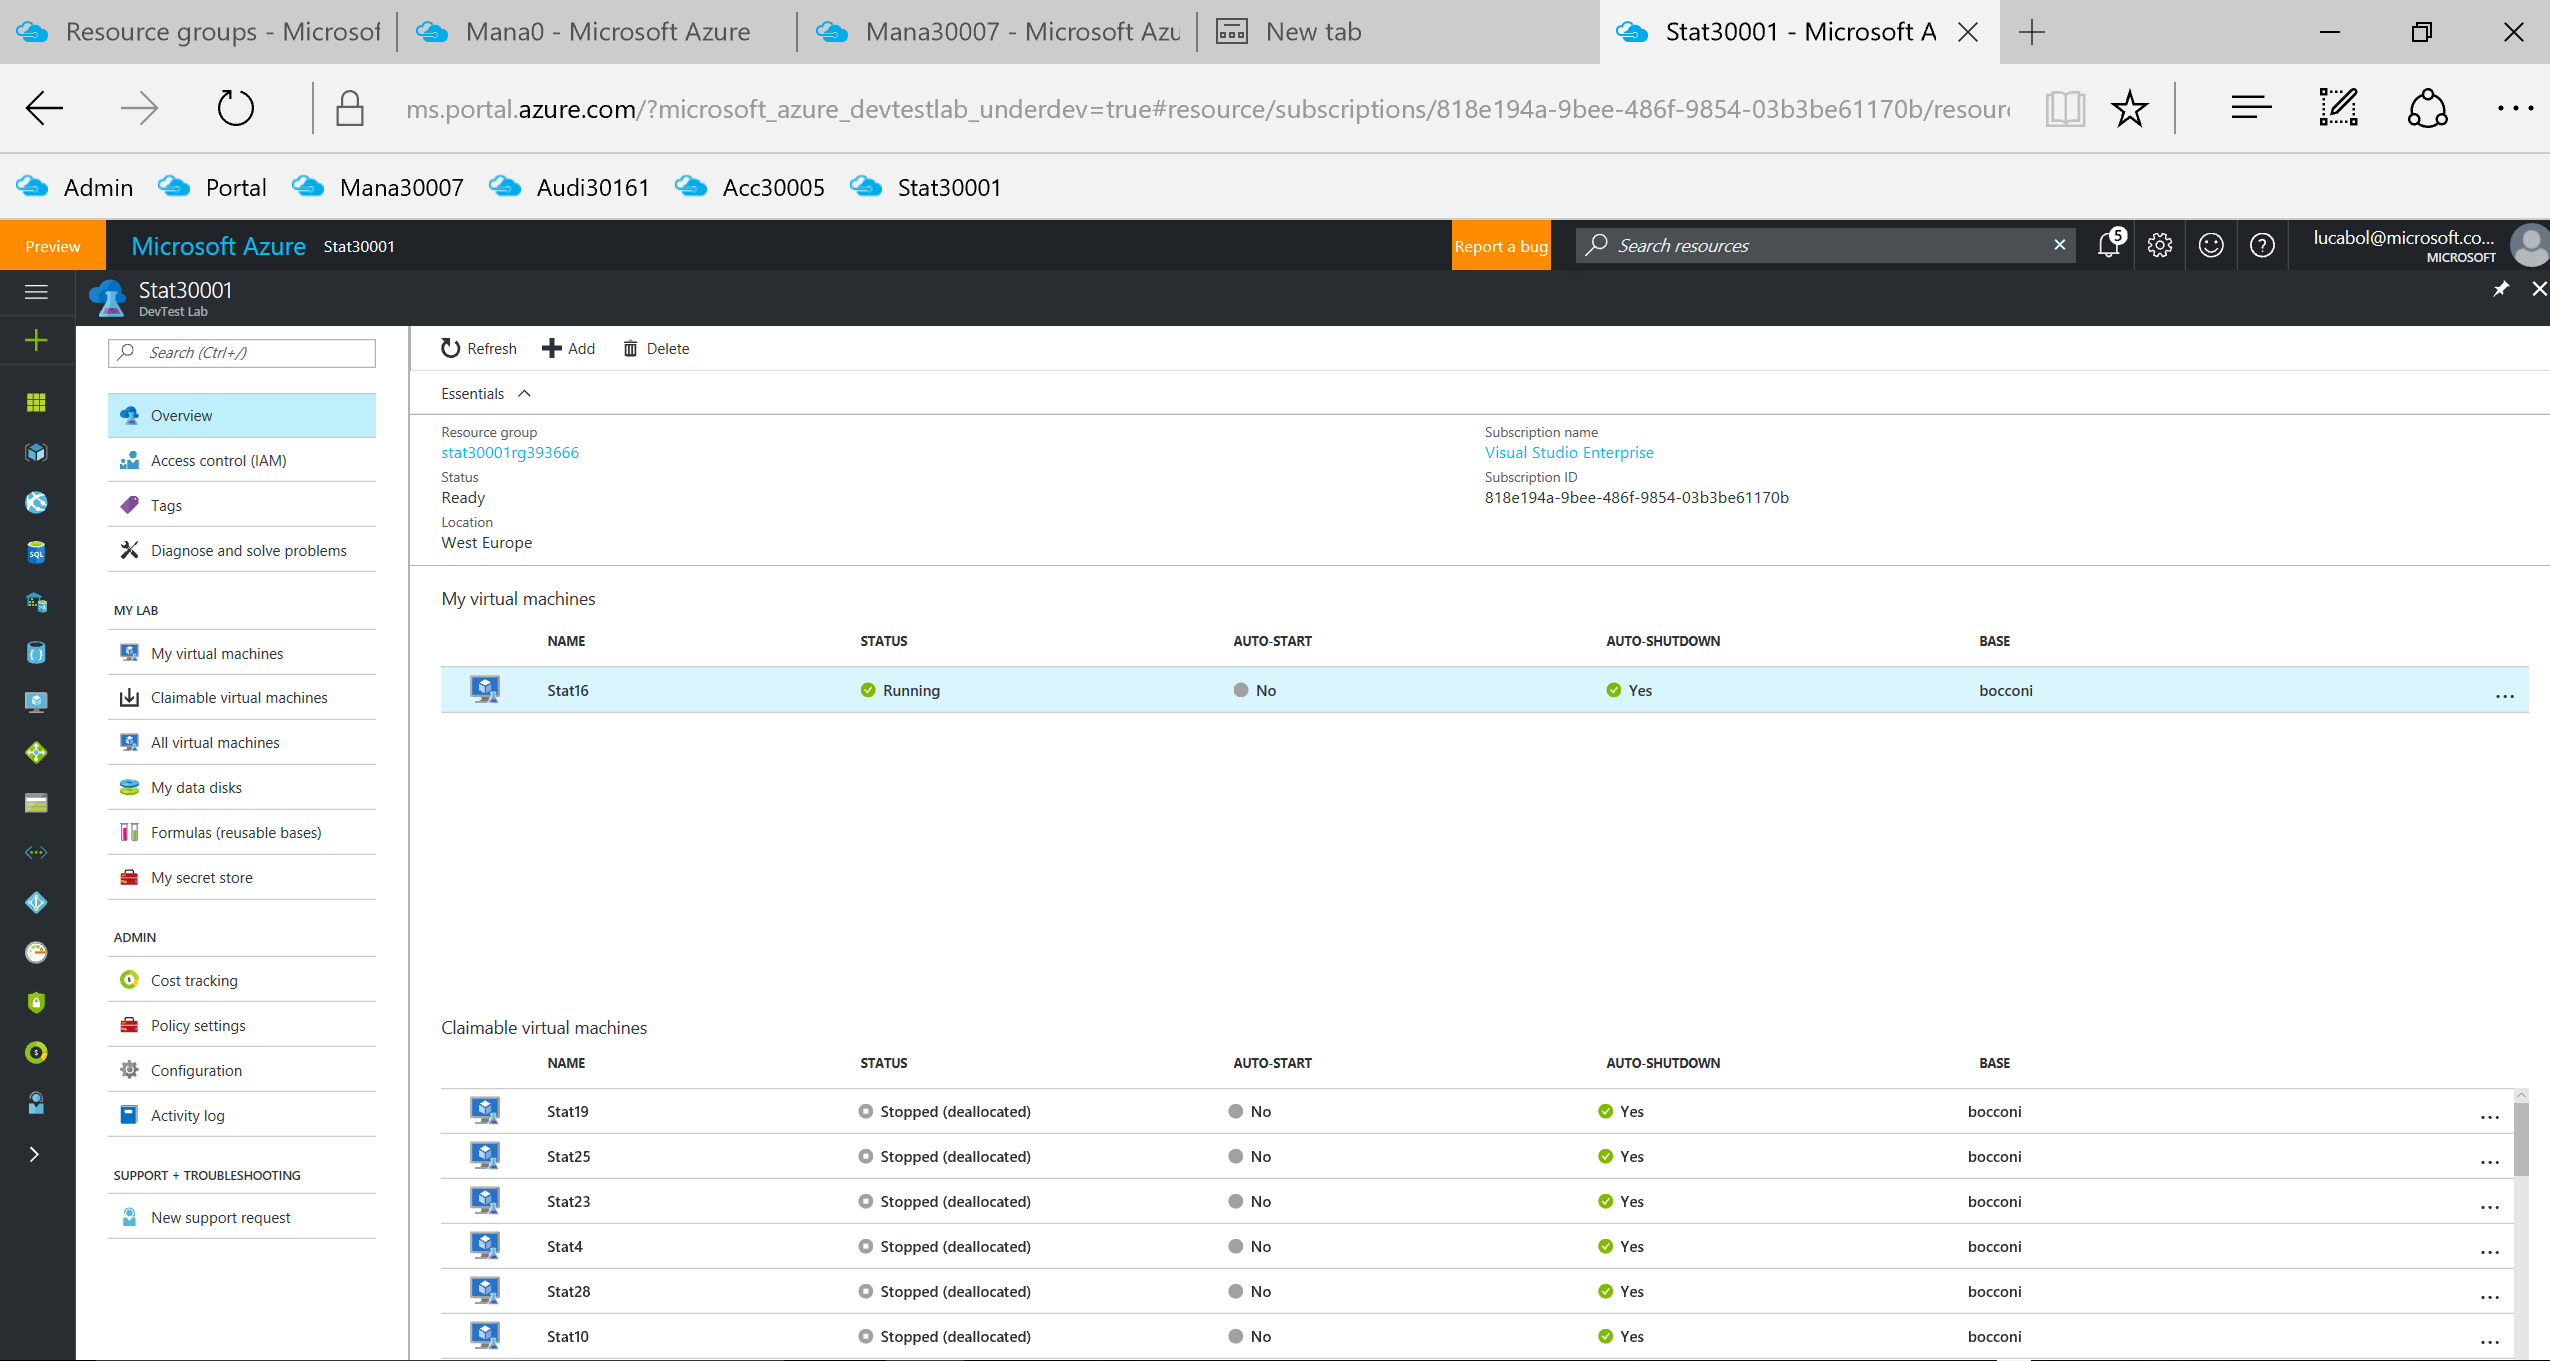 Resource groups - Microsof
Mana0 - Microsoft Azure
Mana30007 - Microsoft Azu
New tab
Stat30001 - Microsoft A
ms.portal.azure.com/?microsoft_azure_devtestlab_underdev=true#resource/subscriptions/818e194a-9bee-486f-9854-03b3be61170b/resour
Admin Portal Mana30007 Audi30161 Acc30005 Stat30001
Preview Microsoft Azure Stat30001 Report a bug Search resources 5 lucabol@microsoft.co...
MICROSOFT
Stat30001
DevTest Lab
Search (Ctrl+/)
Overview
Access control (IAM)
Tags
Diagnose and solve problems
MY LAB
My virtual machines
Claimable virtual machines
All virtual machines
My data disks
Formulas (reusable bases)
My secret store
ADMIN
Cost tracking
Policy settings
Configuration
Activity log
SUPPORT + TROUBLESHOOTING
New support request
Refresh Add Delete
Essentials
Resource group
stat30001rg393666
Status
Ready
Location
West Europe
Subscription name
Visual Studio Enterprise
Subscription ID
818e194a-9bee-486f-9854-03b3be61170b
My virtual machines
NAME STATUS AUTO-START AUTO-SHUTDOWN BASE
Stat16 Running No Yes bocconi ...
Claimable virtual machines
NAME STATUS AUTO-START AUTO-SHUTDOWN BASE
Stat19 Stopped (deallocated) No Yes bocconi ...
Stat25 Stopped (deallocated) No Yes bocconi ...
Stat23 Stopped (deallocated) No Yes bocconi ...
Stat4 Stopped (deallocated) No Yes bocconi ...
Stat28 Stopped (deallocated) No Yes bocconi ...
Stat10 Stopped (deallocated) No Yes bocconi ...